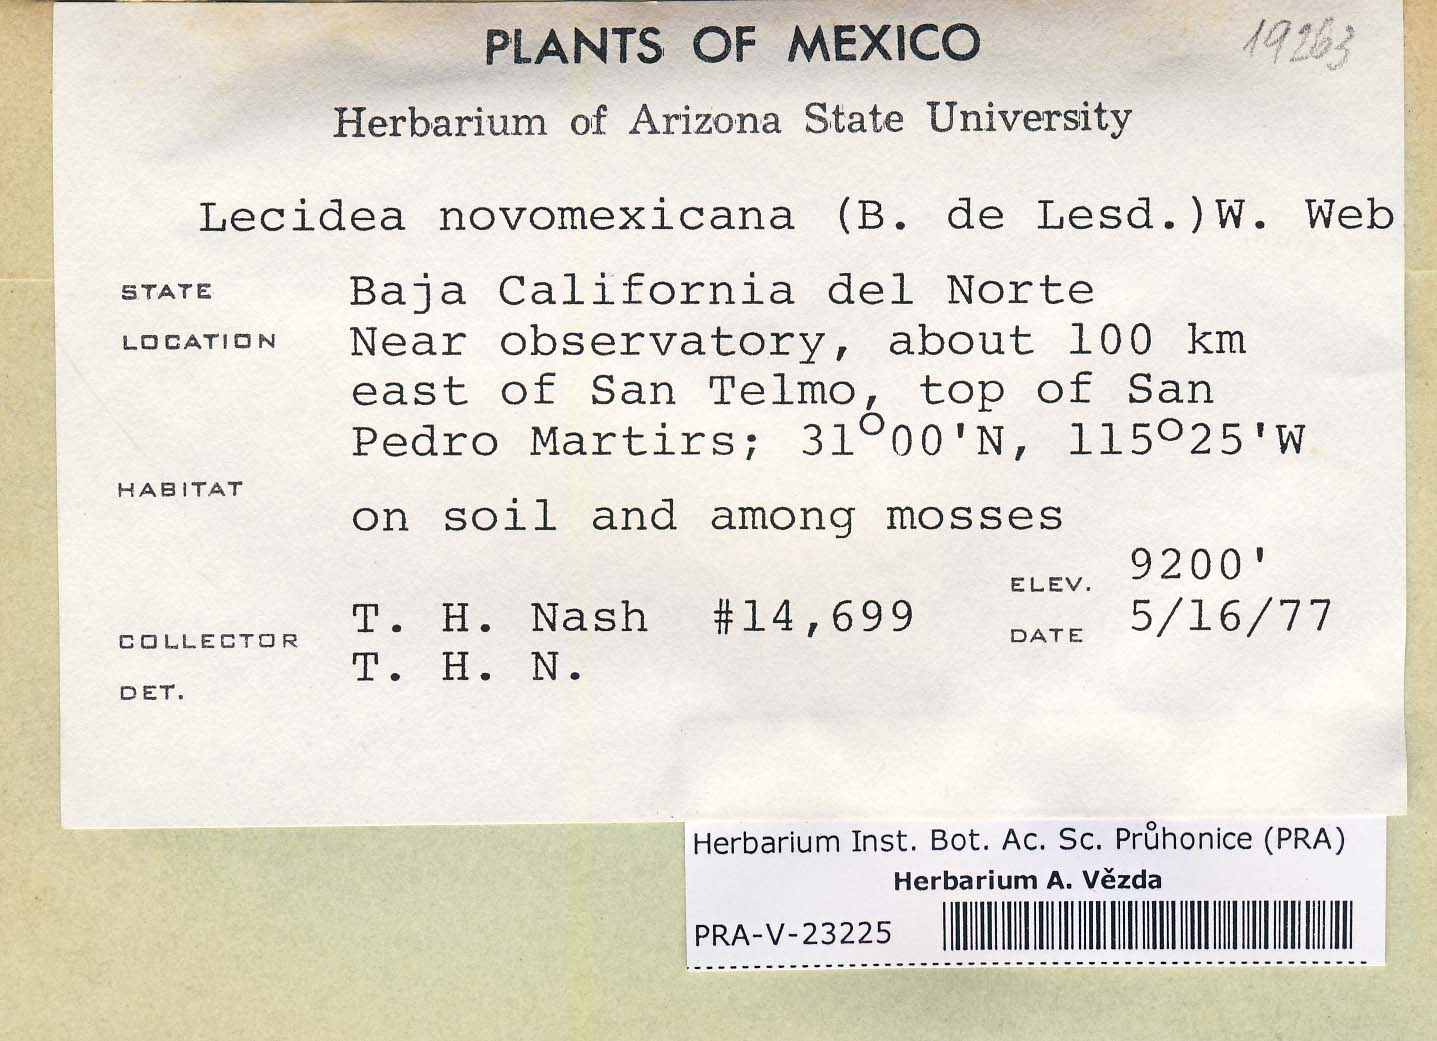 PLANTS OF MEXICO
19263
Herbarium of Arizona State University
Lecidea novomexicana (B. de Lesd.)W. Web
STATE Baja California del Norte
LOCATION Near observatory, about 100 km
east of San Telmo, top of San
Pedro Martirs; 31°00'N, 115°25'W
HABITAT
on soil and among mosses
ELEV. 9200'
COLLECTOR T. H. Nash #14,699 DATE 5/16/77
DET. T. H. N.
Herbarium Inst. Bot. Ac. Sc. Průhonice (PRA)
Herbarium A. Vězda
PRA-V-23225